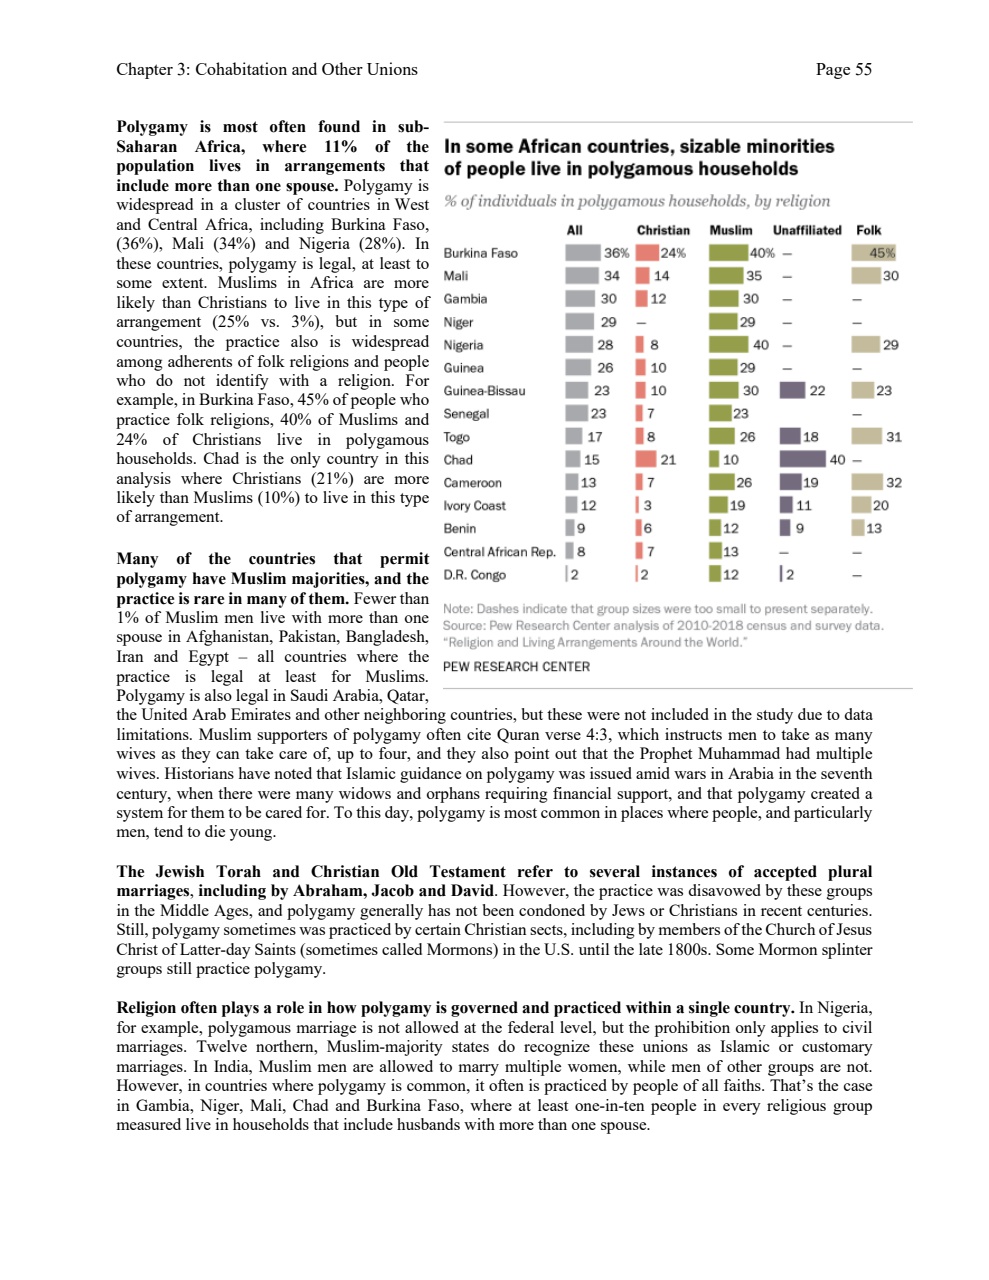 Chapter 3: Cohabitation and Other Unions Page 55
Polygamy is most often found in sub-
Saharan Africa, where 11% of the
population lives in arrangements that
include more than one spouse. Polygamy is
widespread in a cluster of countries in West
and Central Africa, including Burkina Faso,
(36%), Mali (34%) and Nigeria (28%). In
these countries, polygamy is legal, at least to
some extent. Muslims in Africa are more
likely than Christians to live in this type of
arrangement (25% vs. 3%), but in some
countries, the practice also is widespread
among adherents of folk religions and people
who do not identify with a religion. For
example, in Burkina Faso, 45% of people who
practice folk religions, 40% of Muslims and
24% of Christians live in polygamous
households. Chad is the only country in this
analysis where Christians (21%) are more
likely than Muslims (10%) to live in this type
of arrangement.
In some African countries, sizable minorities
of people live in polygamous households
% of individuals in polygamous households, by religion
All Christian Muslim Unaffiliated Folk
Burkina Faso 36% 24% 40% – 45%
Mali 34 14 35 – 30
Gambia 30 12 30 – –
Niger 29 – 29 – –
Nigeria 28 8 40 – 29
Guinea 26 10 29 – –
Guinea-Bissau 23 10 30 22 23
Senegal 23 7 23 –
Togo 17 8 26 18 31
Chad 15 21 10 40 –
Cameroon 13 7 26 19 32
Ivory Coast 12 3 19 11 20
Benin 9 6 12 9 13
Central African Rep. 8 7 13 – –
D.R. Congo 2 2 12 2 –
Note: Dashes indicate that group sizes were too small to present separately.
Source: Pew Research Center analysis of 2010-2018 census and survey data.
“Religion and Living Arrangements Around the World.”
PEW RESEARCH CENTER
Many of the countries that permit
polygamy have Muslim majorities, and the
practice is rare in many of them. Fewer than
1% of Muslim men live with more than one
spouse in Afghanistan, Pakistan, Bangladesh,
Iran and Egypt – all countries where the
practice is legal at least for Muslims.
Polygamy is also legal in Saudi Arabia, Qatar,
the United Arab Emirates and other neighboring countries, but these were not included in the study due to data
limitations. Muslim supporters of polygamy often cite Quran verse 4:3, which instructs men to take as many
wives as they can take care of, up to four, and they also point out that the Prophet Muhammad had multiple
wives. Historians have noted that Islamic guidance on polygamy was issued amid wars in Arabia in the seventh
century, when there were many widows and orphans requiring financial support, and that polygamy created a
system for them to be cared for. To this day, polygamy is most common in places where people, and particularly
men, tend to die young.
The Jewish Torah and Christian Old Testament refer to several instances of accepted plural
marriages, including by Abraham, Jacob and David. However, the practice was disavowed by these groups
in the Middle Ages, and polygamy generally has not been condoned by Jews or Christians in recent centuries.
Still, polygamy sometimes was practiced by certain Christian sects, including by members of the Church of Jesus
Christ of Latter-day Saints (sometimes called Mormons) in the U.S. until the late 1800s. Some Mormon splinter
groups still practice polygamy.
Religion often plays a role in how polygamy is governed and practiced within a single country. In Nigeria,
for example, polygamous marriage is not allowed at the federal level, but the prohibition only applies to civil
marriages. Twelve northern, Muslim-majority states do recognize these unions as Islamic or customary
marriages. In India, Muslim men are allowed to marry multiple women, while men of other groups are not.
However, in countries where polygamy is common, it often is practiced by people of all faiths. That’s the case
in Gambia, Niger, Mali, Chad and Burkina Faso, where at least one-in-ten people in every religious group
measured live in households that include husbands with more than one spouse.